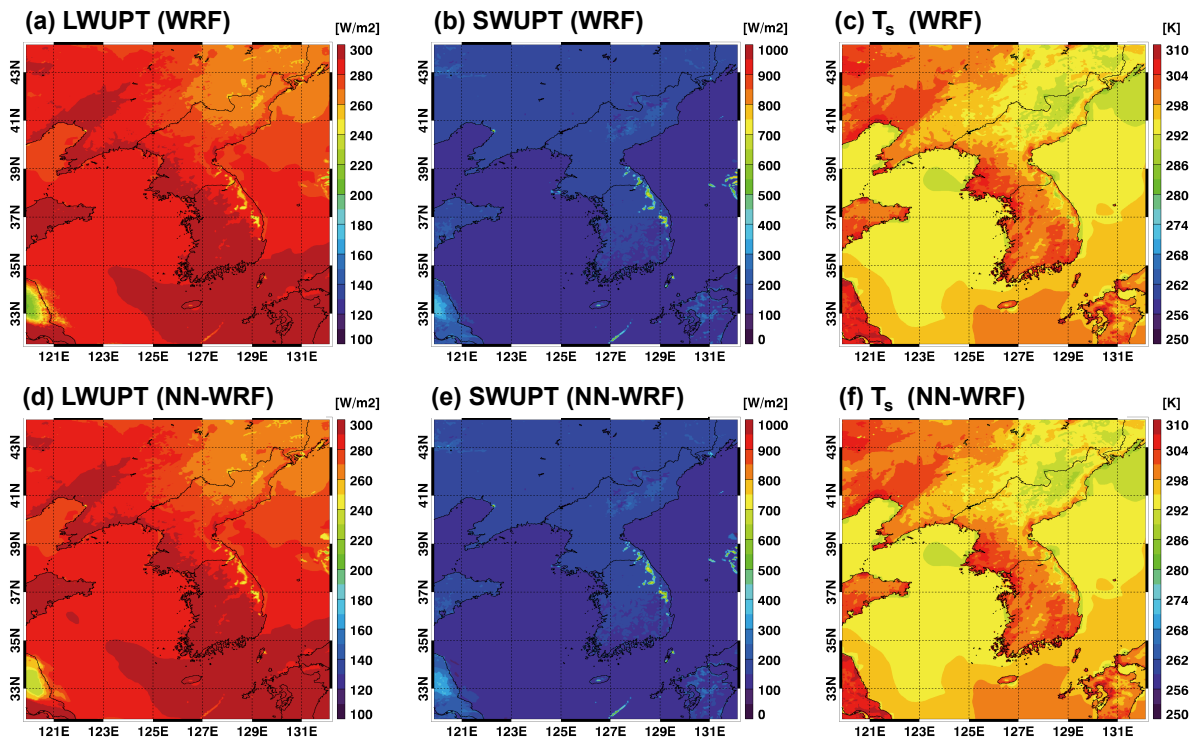 (a) LWUPT (WRF) [W/m2]
(b) SWUPT (WRF) [W/m2]
(c) Ts (WRF) [K]
43N 41N 39N 37N 35N 33N
121E 123E 125E 127E 129E 131E
300 280 260 240 220 200 180 160 140 120 100
43N 41N 39N 37N 35N 33N
121E 123E 125E 127E 129E 131E
1000 900 800 700 600 500 400 300 200 100 0
43N 41N 39N 37N 35N 33N
121E 123E 125E 127E 129E 131E
310 304 298 292 286 280 274 268 262 256 250
(d) LWUPT (NN-WRF) [W/m2]
(e) SWUPT (NN-WRF) [W/m2]
(f) Ts (NN-WRF) [K]
43N 41N 39N 37N 35N 33N
121E 123E 125E 127E 129E 131E
300 280 260 240 220 200 180 160 140 120 100
43N 41N 39N 37N 35N 33N
121E 123E 125E 127E 129E 131E
1000 900 800 700 600 500 400 300 200 100 0
43N 41N 39N 37N 35N 33N
121E 123E 125E 127E 129E 131E
310 304 298 292 286 280 274 268 262 256 250